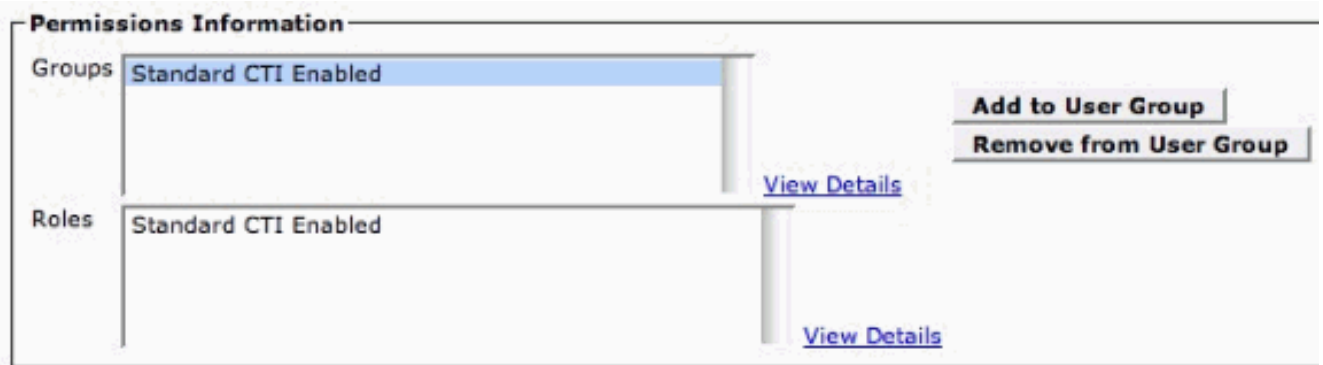 Permissions Information
Groups
Standard CTI Enabled
Add to User Group
Remove from User Group
View Details
Roles
Standard CTI Enabled
View Details